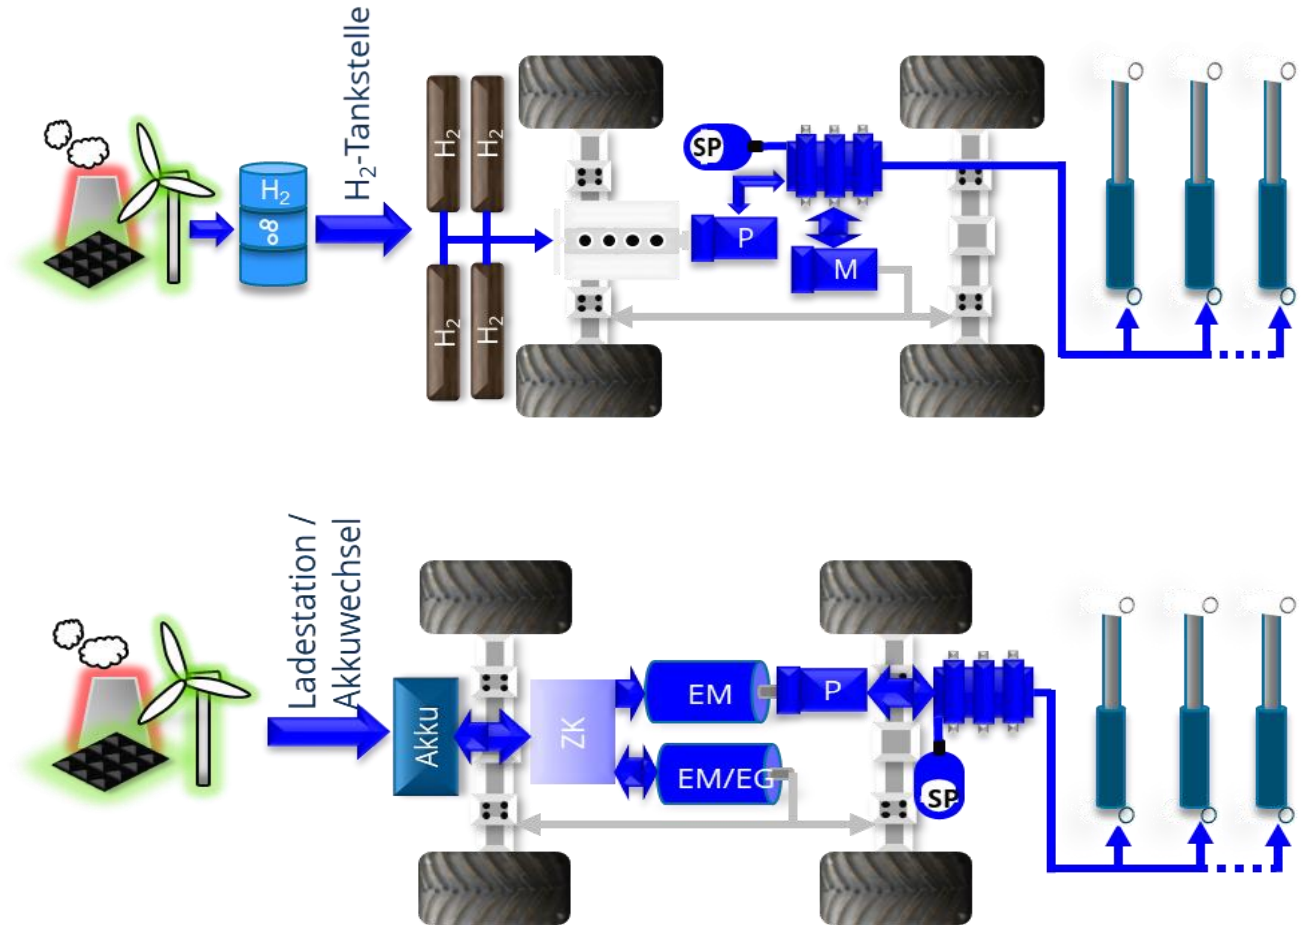 H₂-Tankstelle
H₂
H₂
H₂
H₂
H₂
SP
P
M
Ladestation /
Akkuwechsel
Akku
ZK
EM
P
EM/EG
SP